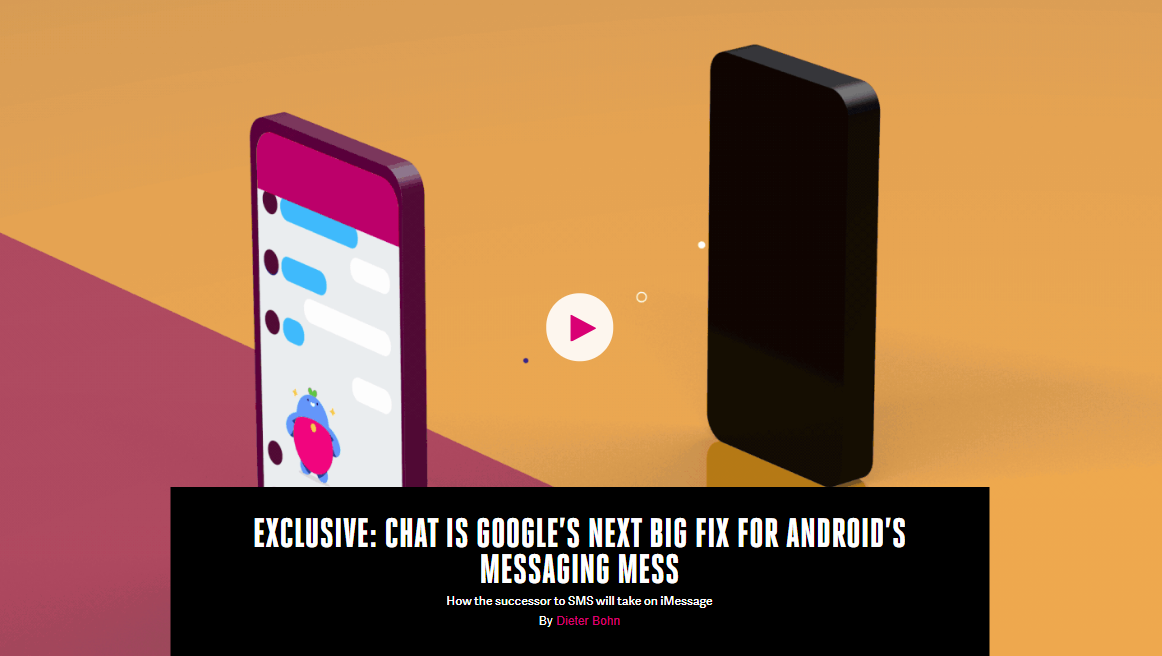 EXCLUSIVE: CHAT IS GOOGLE'S NEXT BIG FIX FOR ANDROID'S
MESSAGING MESS
How the successor to SMS will take on iMessage
By Dieter Bohn